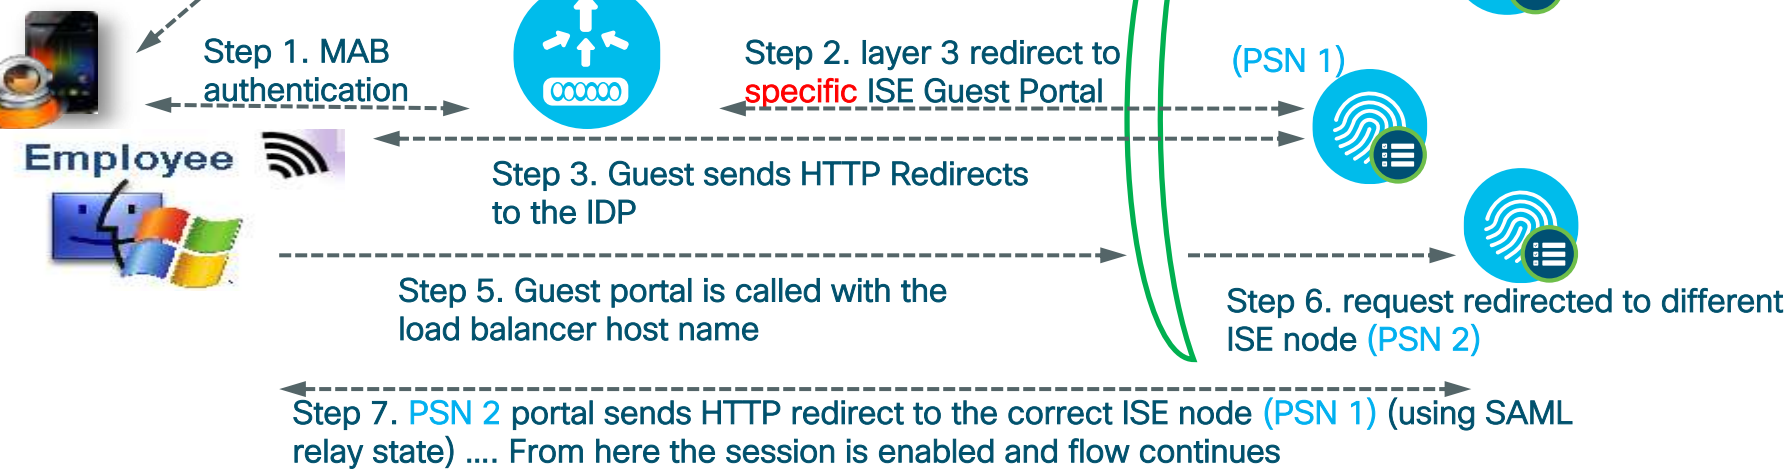 Step 1. MAB
authentication
Step 2. layer 3 redirect to
specific ISE Guest Portal
(PSN 1)
Employee
Step 3. Guest sends HTTP Redirects
to the IDP
Step 5. Guest portal is called with the
load balancer host name
Step 6. request redirected to different
ISE node (PSN 2)
Step 7. PSN 2 portal sends HTTP redirect to the correct ISE node (PSN 1) (using SAML
relay state) .... From here the session is enabled and flow continues